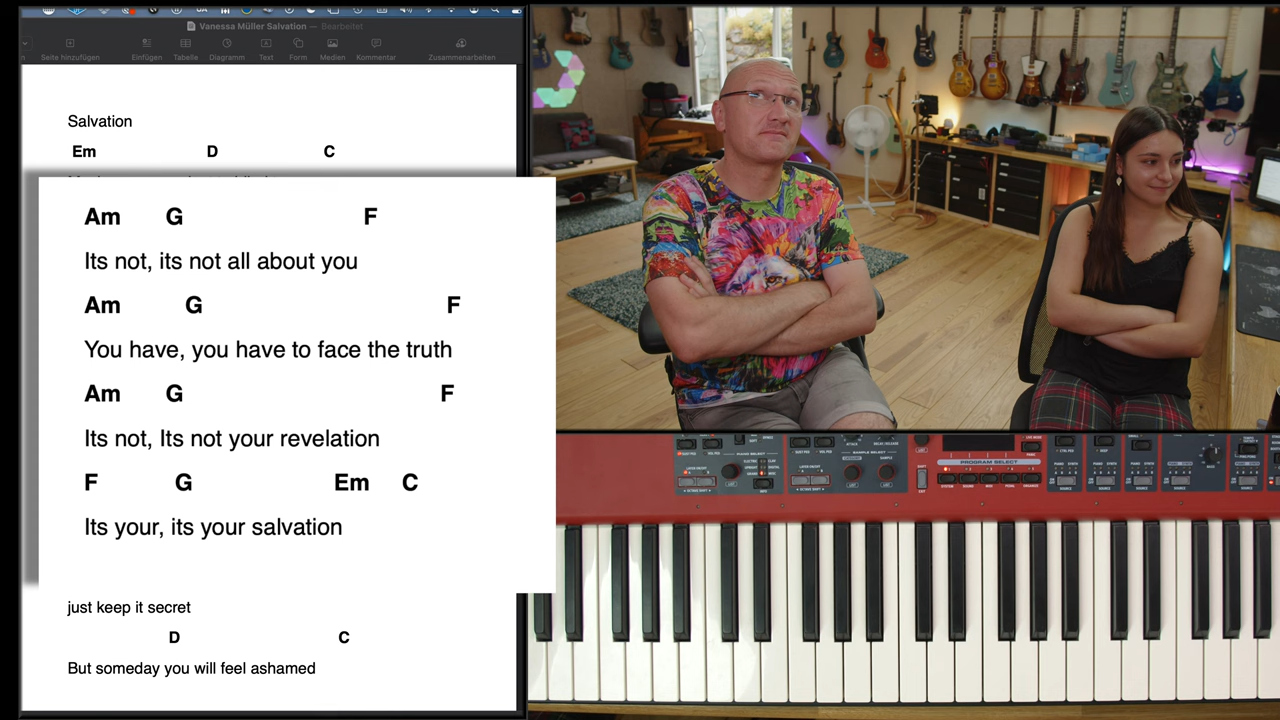 Vanessa Müller Salvation — Bearbeitet
Seite hinzufügen Einfügen Tabelle Diagramm Text Form Medien Kommentar Zusammenarbeiten
Salvation
Em D C
Am G F
Its not, its not all about you
Am G F
You have, you have to face the truth
Am G F
Its not, Its not your revelation
F G Em C
Its your, its your salvation
just keep it secret
D C
But someday you will feel ashamed
PROGRAM SELECT
SAMPLE SELECT